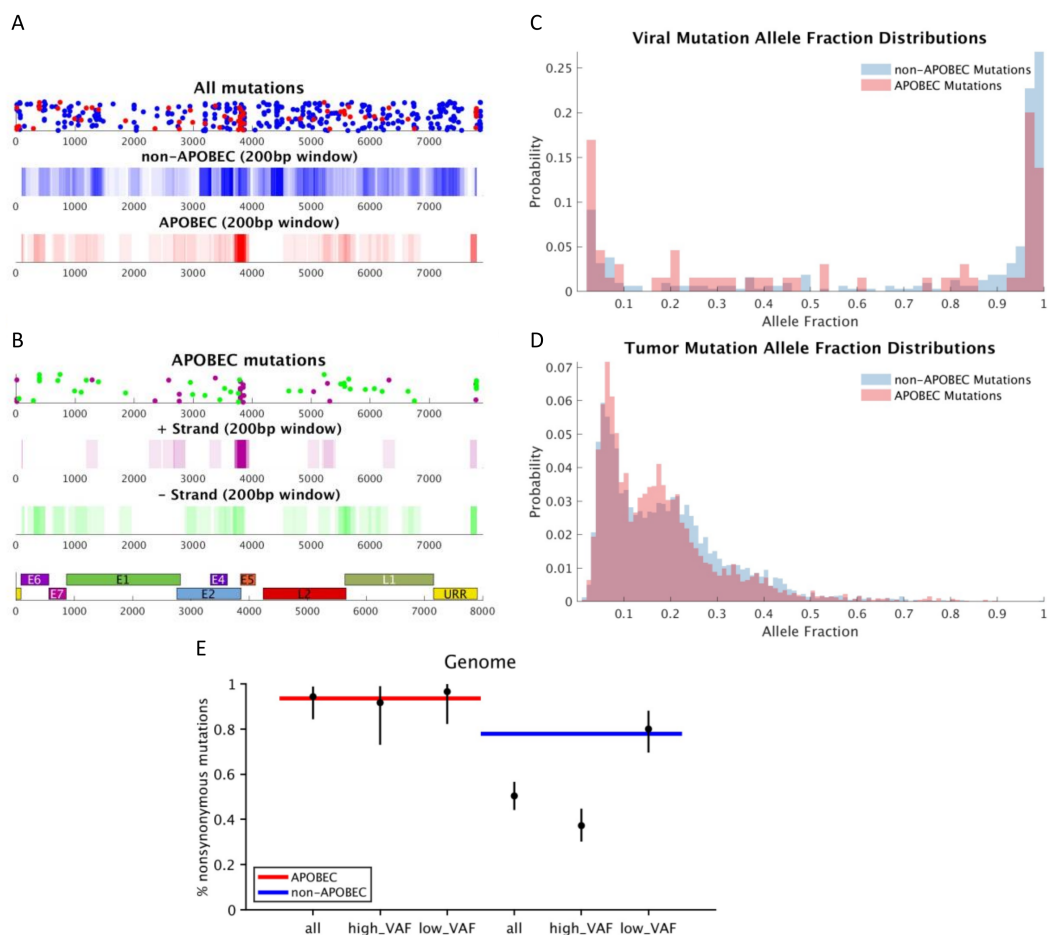 A
All mutations
0 1000 2000 3000 4000 5000 6000 7000
non-APOBEC (200bp window)
0 1000 2000 3000 4000 5000 6000 7000
APOBEC (200bp window)
0 1000 2000 3000 4000 5000 6000 7000
B
APOBEC mutations
0 1000 2000 3000 4000 5000 6000 7000
+ Strand (200bp window)
0 1000 2000 3000 4000 5000 6000 7000
- Strand (200bp window)
0 1000 2000 3000 4000 5000 6000 7000
E6 E1 E4 E5 L1
E7 E2 L2 URR
0 1000 2000 3000 4000 5000 6000 7000 8000
C
Viral Mutation Allele Fraction Distributions
non-APOBEC Mutations
APOBEC Mutations
0.25
0.2
0.15
0.1
0.05
0
Probability
0.1 0.2 0.3 0.4 0.5 0.6 0.7 0.8 0.9 1
Allele Fraction
D
Tumor Mutation Allele Fraction Distributions
non-APOBEC Mutations
APOBEC Mutations
0.07
0.06
0.05
0.04
0.03
0.02
0.01
0
Probability
0.1 0.2 0.3 0.4 0.5 0.6 0.7 0.8 0.9 1
Allele Fraction
E
Genome
1
0.8
0.6
0.4
0.2
0
% nonsynonymous mutations
APOBEC
non-APOBEC
all high_VAF low_VAF all high_VAF low_VAF